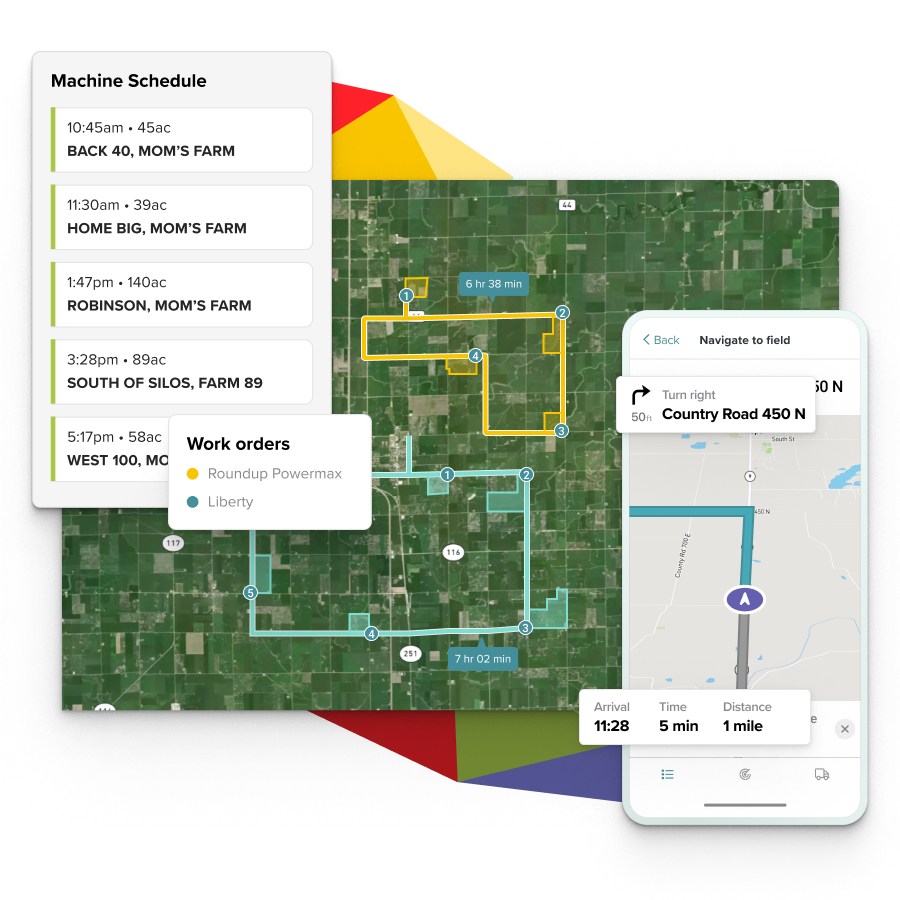 Machine Schedule
10:45am • 45ac
BACK 40, MOM'S FARM
11:30am • 39ac
HOME BIG, MOM'S FARM
1:47pm • 140ac
ROBINSON, MOM'S FARM
3:28pm • 89ac
SOUTH OF SILOS, FARM 89
5:17pm • 58ac
WEST 100, MO
Work orders
Roundup Powermax
Liberty
44
6 hr 38 min
1
2
4
3
1
2
117
116
5
4
3
251
7 hr 02 min
Back
Navigate to field
50 N
Turn right
50ft
Country Road 450 N
South St
450 N
County Rd 700 E
Arrival
Time
Distance
11:28
5 min
1 mile
e